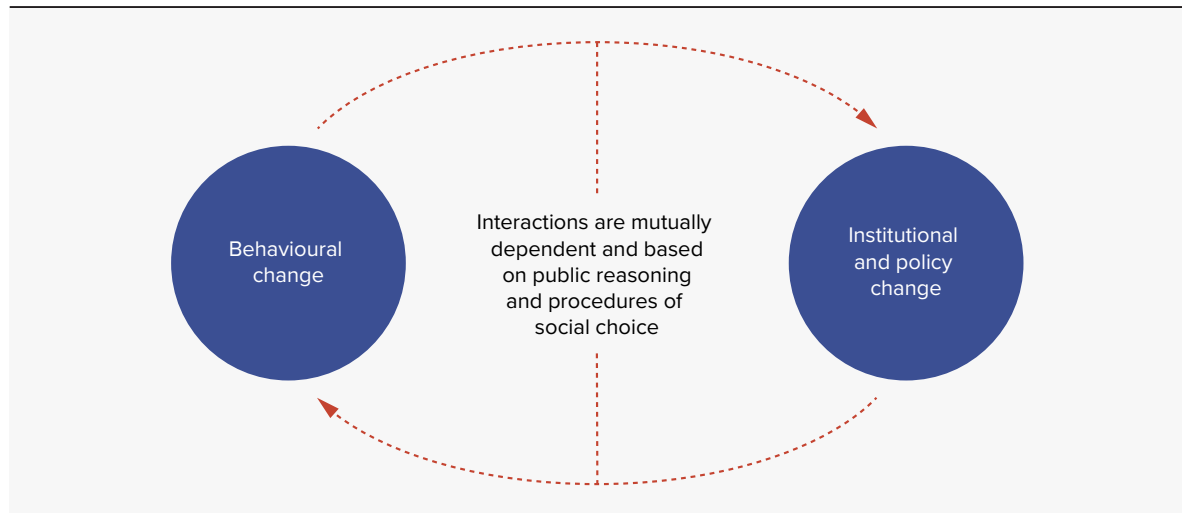 Behavioural
change
Interactions are mutually
dependent and based
on public reasoning
and procedures of
social choice
Institutional
and policy
change